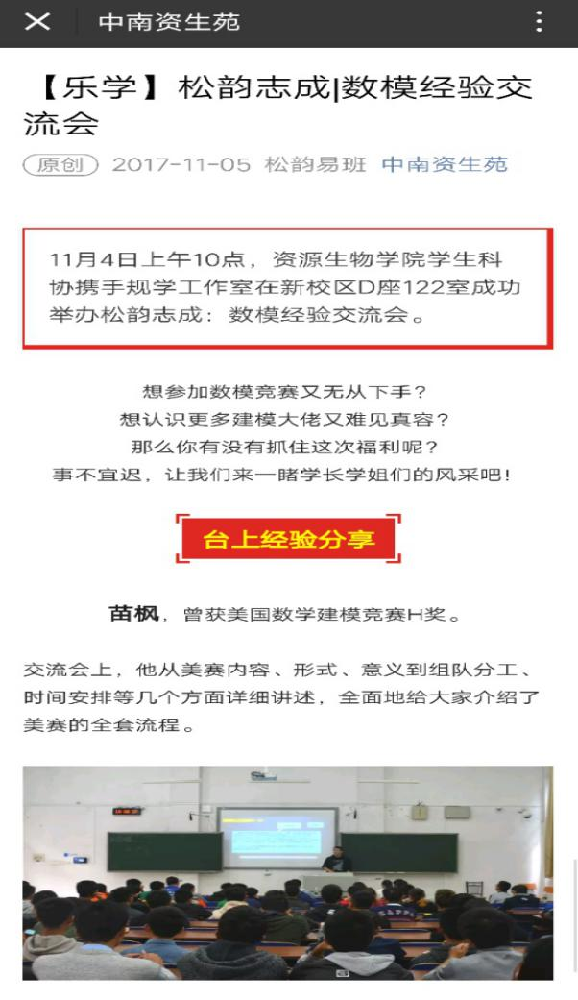 中南资生苑
【乐学】松韵志成|数模经验交
流会
原创 2017-11-05 松韵易班 中南资生苑
11月4日上午10点，资源生物学院学生科
协携手规学工作室在新校区D座122室成功
举办松韵志成：数模经验交流会。
想参加数模竞赛又无从下手？
想认识更多建模大佬又难见真容？
那么你有没有抓住这次福利呢？
事不宜迟，让我们来一睹学长学姐们的风采吧！
台上经验分享
苗枫，曾获美国数学建模竞赛H奖。
交流会上，他从美赛内容、形式、意义到组队分工、
时间安排等几个方面详细讲述，全面地给大家介绍了
美赛的全套流程。